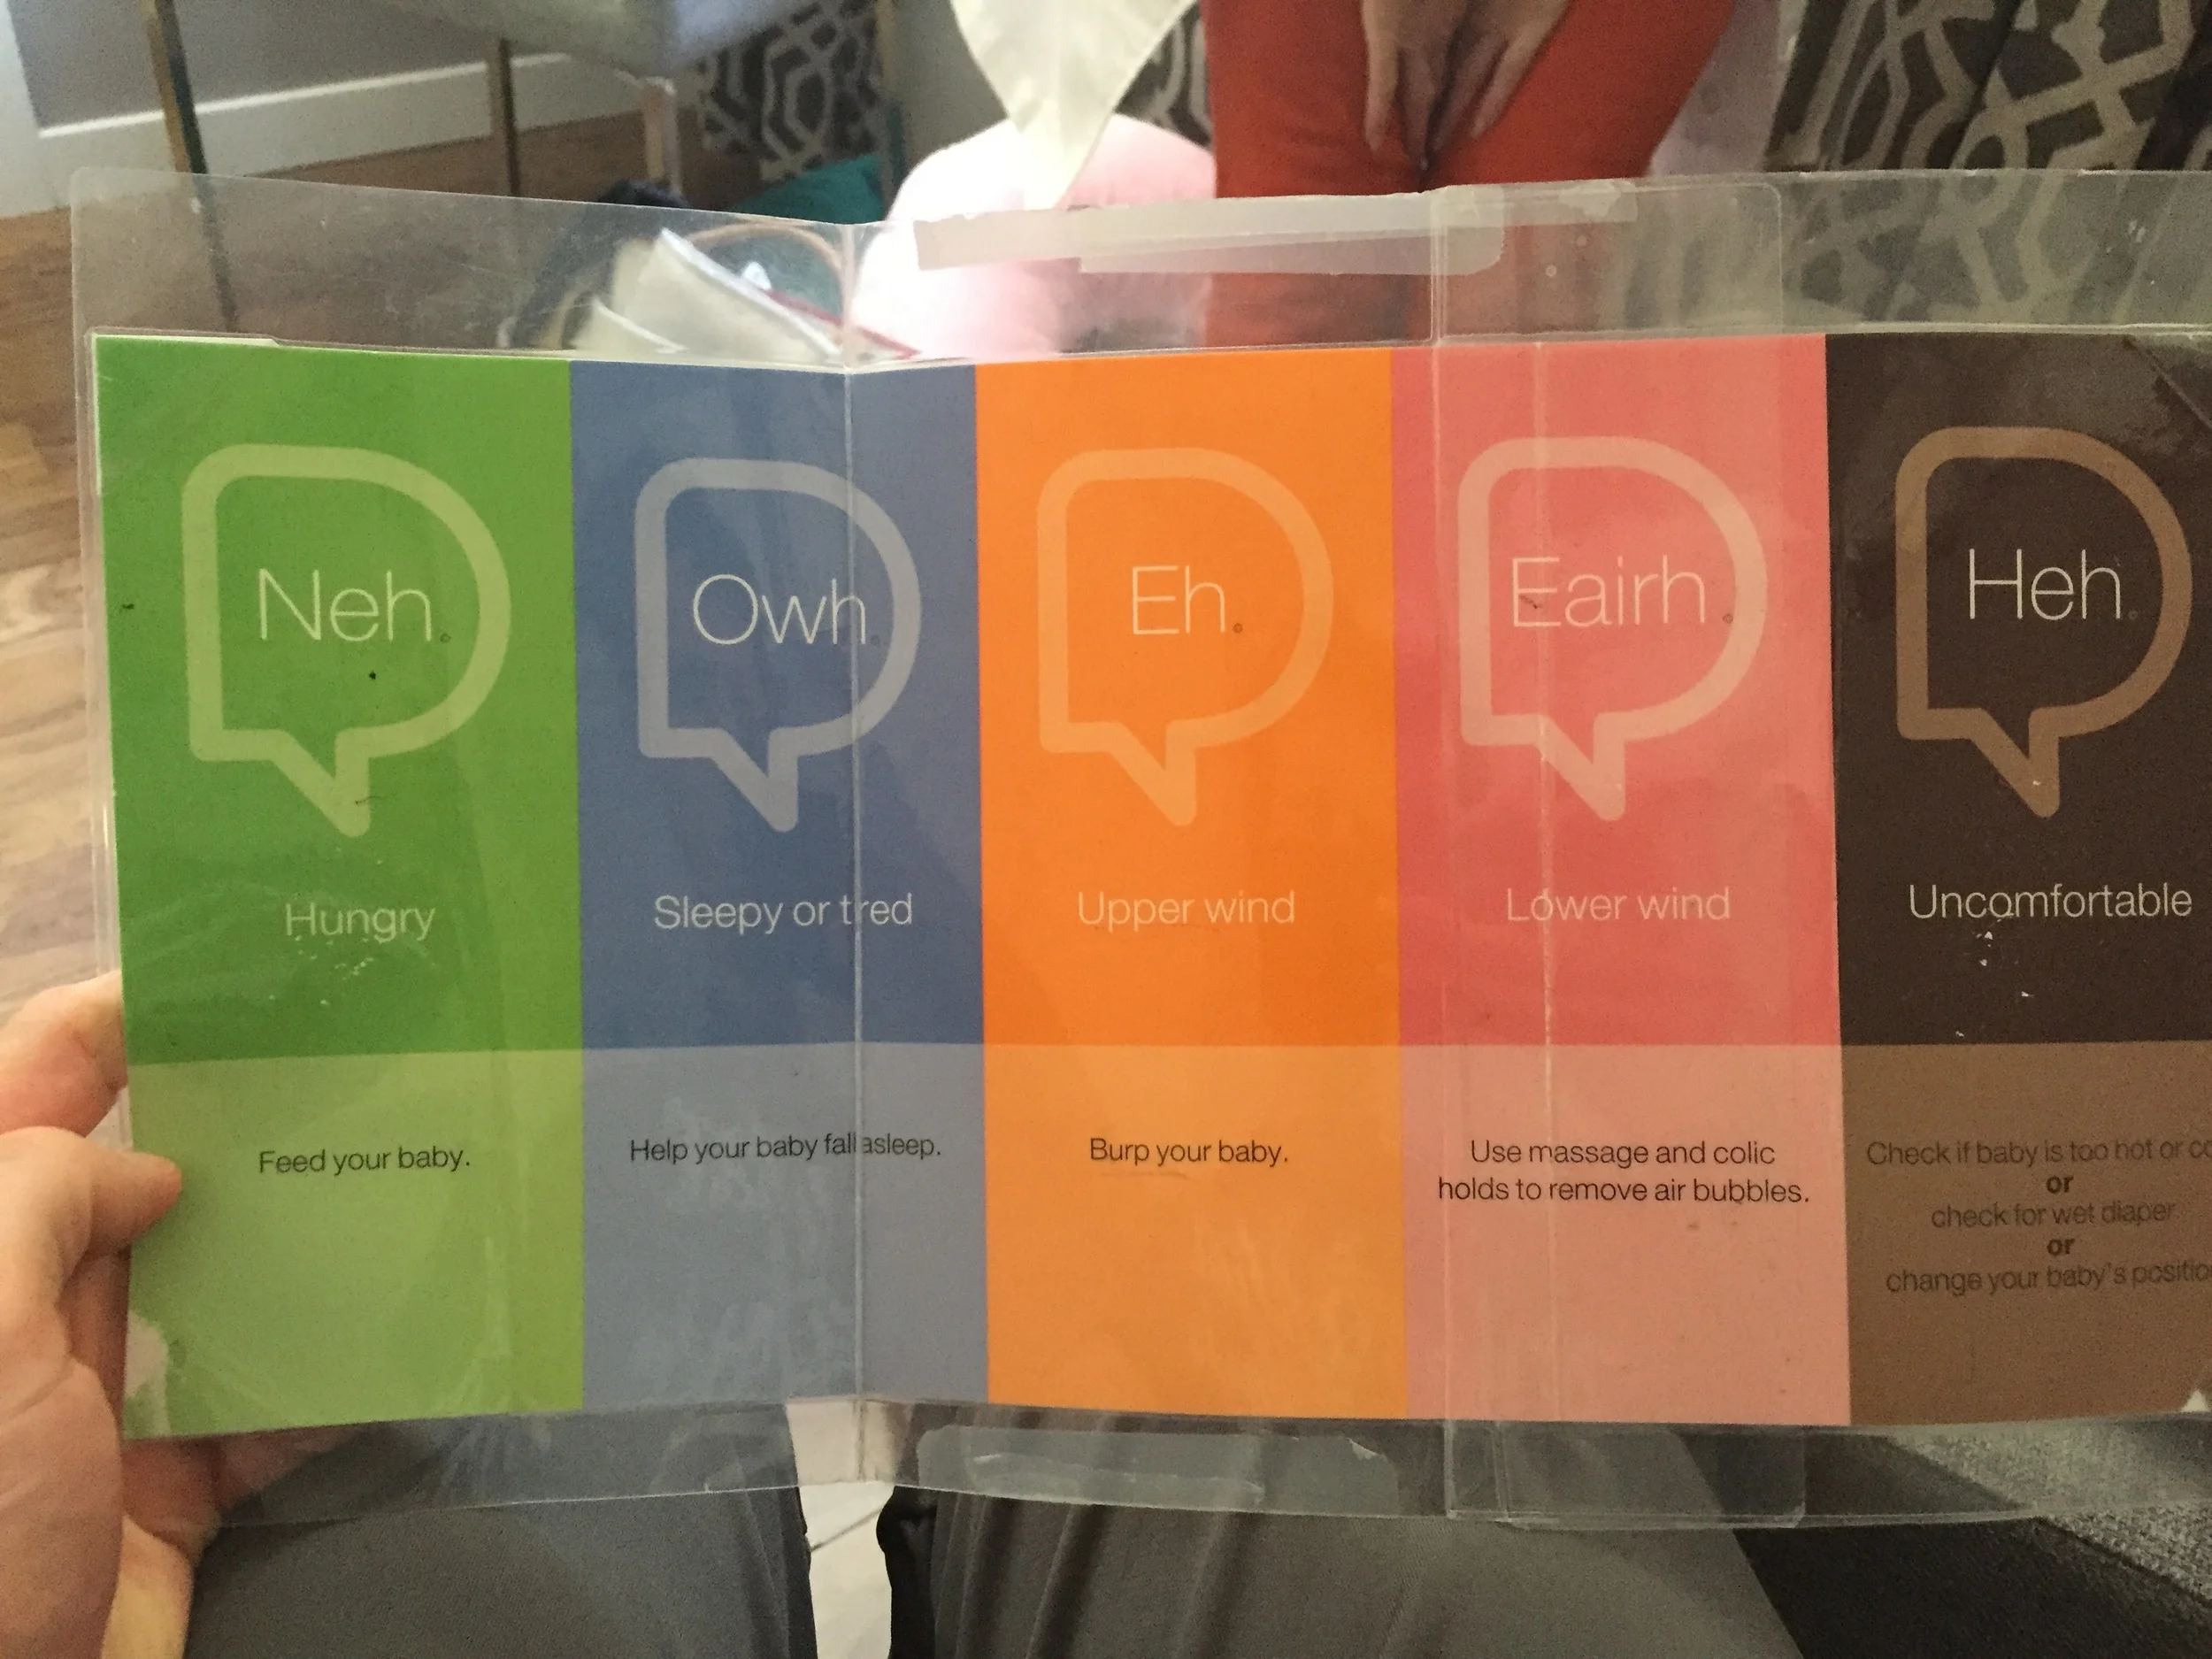 Neh.
Hungry
Feed your baby.
Owh.
Sleepy or tired
Help your baby fall asleep.
Eh.
Upper wind
Burp your baby.
Eairh.
Lower wind
Use massage and colic
holds to remove air bubbles.
Heh.
Uncomfortable
Check if baby is too hot or
or
check for wet diaper
or
change your baby's